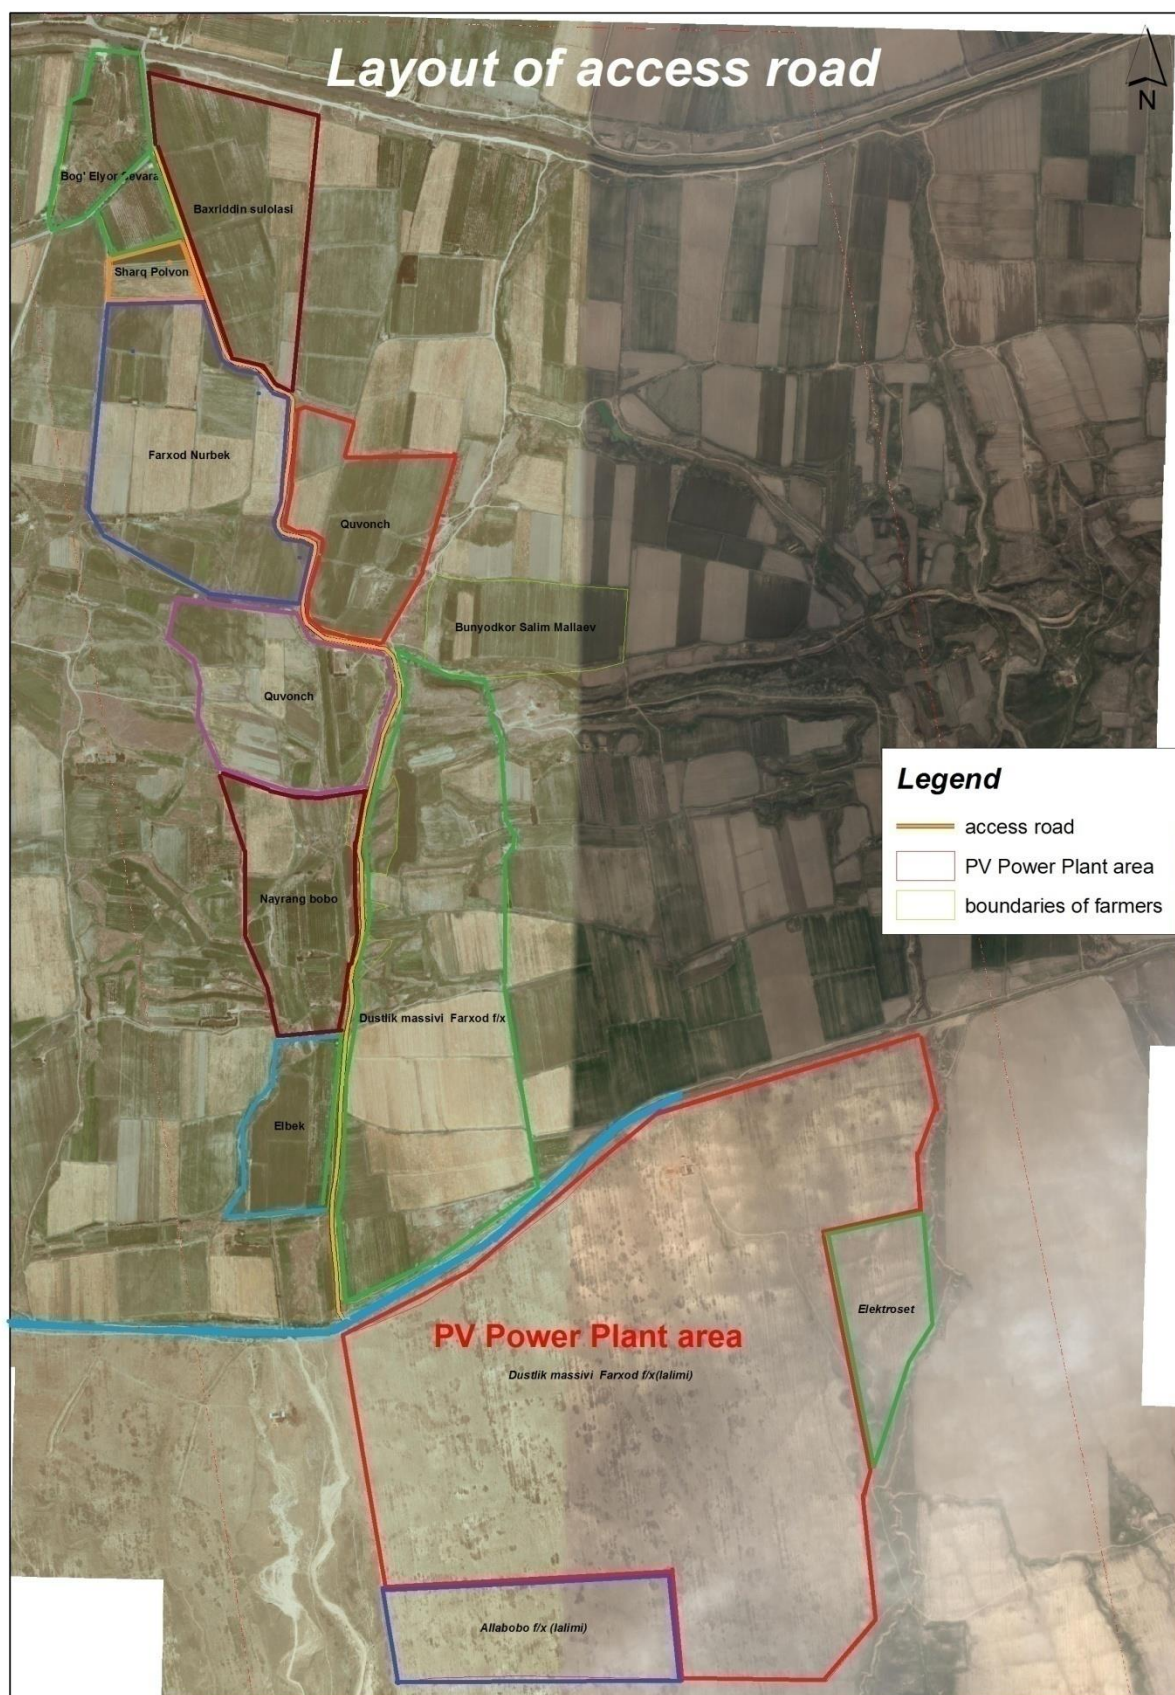 Layout of access road
N
Bog' Elyor Sevara
Baxriddin sulolasi
Sharq Polvon
Farxod Nurbek
Quvonch
Bunyodkor Salim Mallaev
Quvonch
Legend
access road
PV Power Plant area
boundaries of farmers
Nayrang bobo
Dustlik massivi Farxod f/x
Elbek
Elektroset
PV Power Plant area
Dustlik massivi Farxod f/x(lalimi)
Allabobo f/x (lalimi)